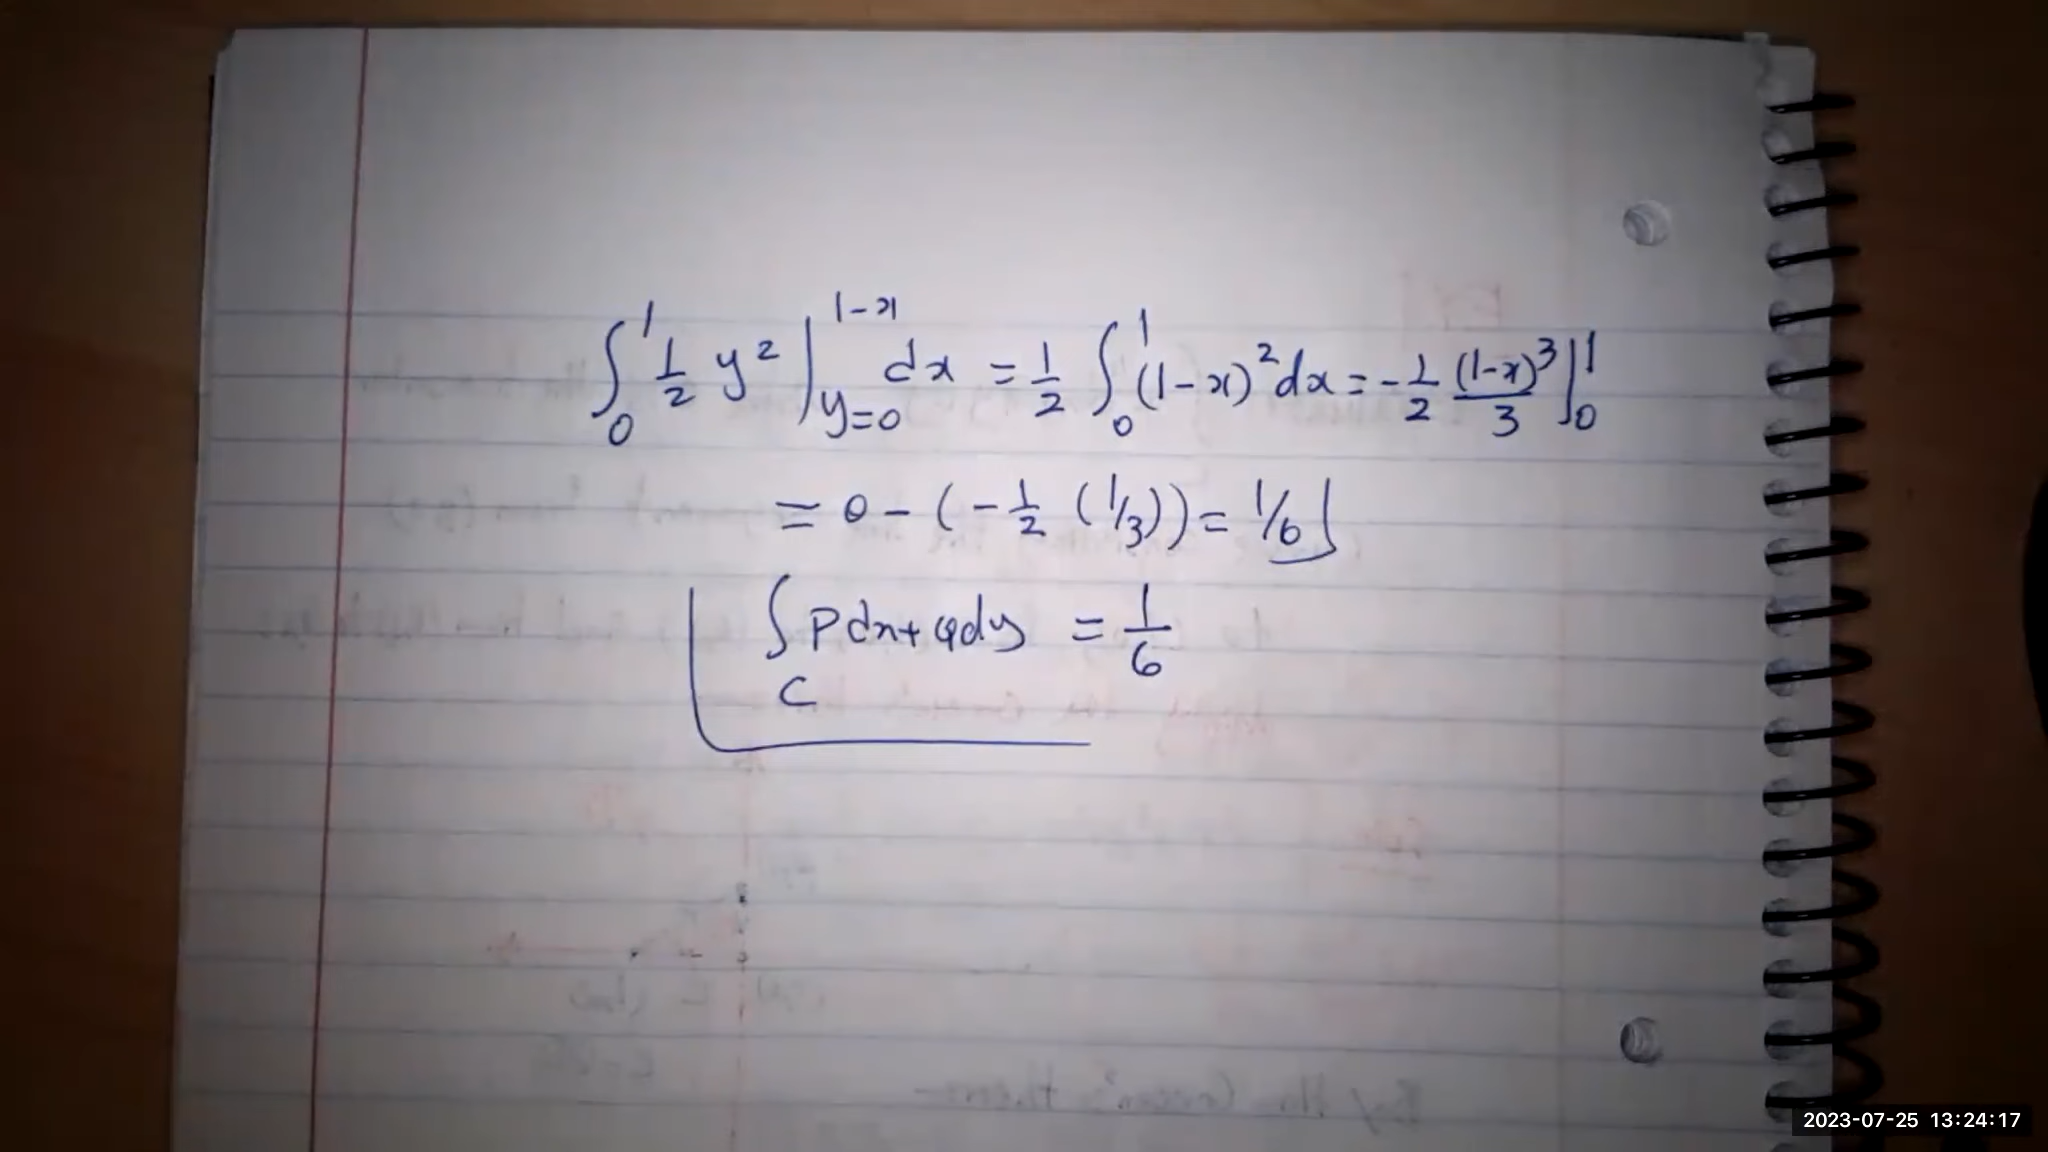 ∫₀¹ 1/2 y² |_{y=0}^{1-x} dx = 1/2 ∫₀¹ (1-x)² dx = -1/2 (1-x)³/3 ]₀¹
= 0 - (-1/2 (1/3)) = 1/6
∫_C Pdx+Qdy = 1/6
2023-07-25 13:24:17